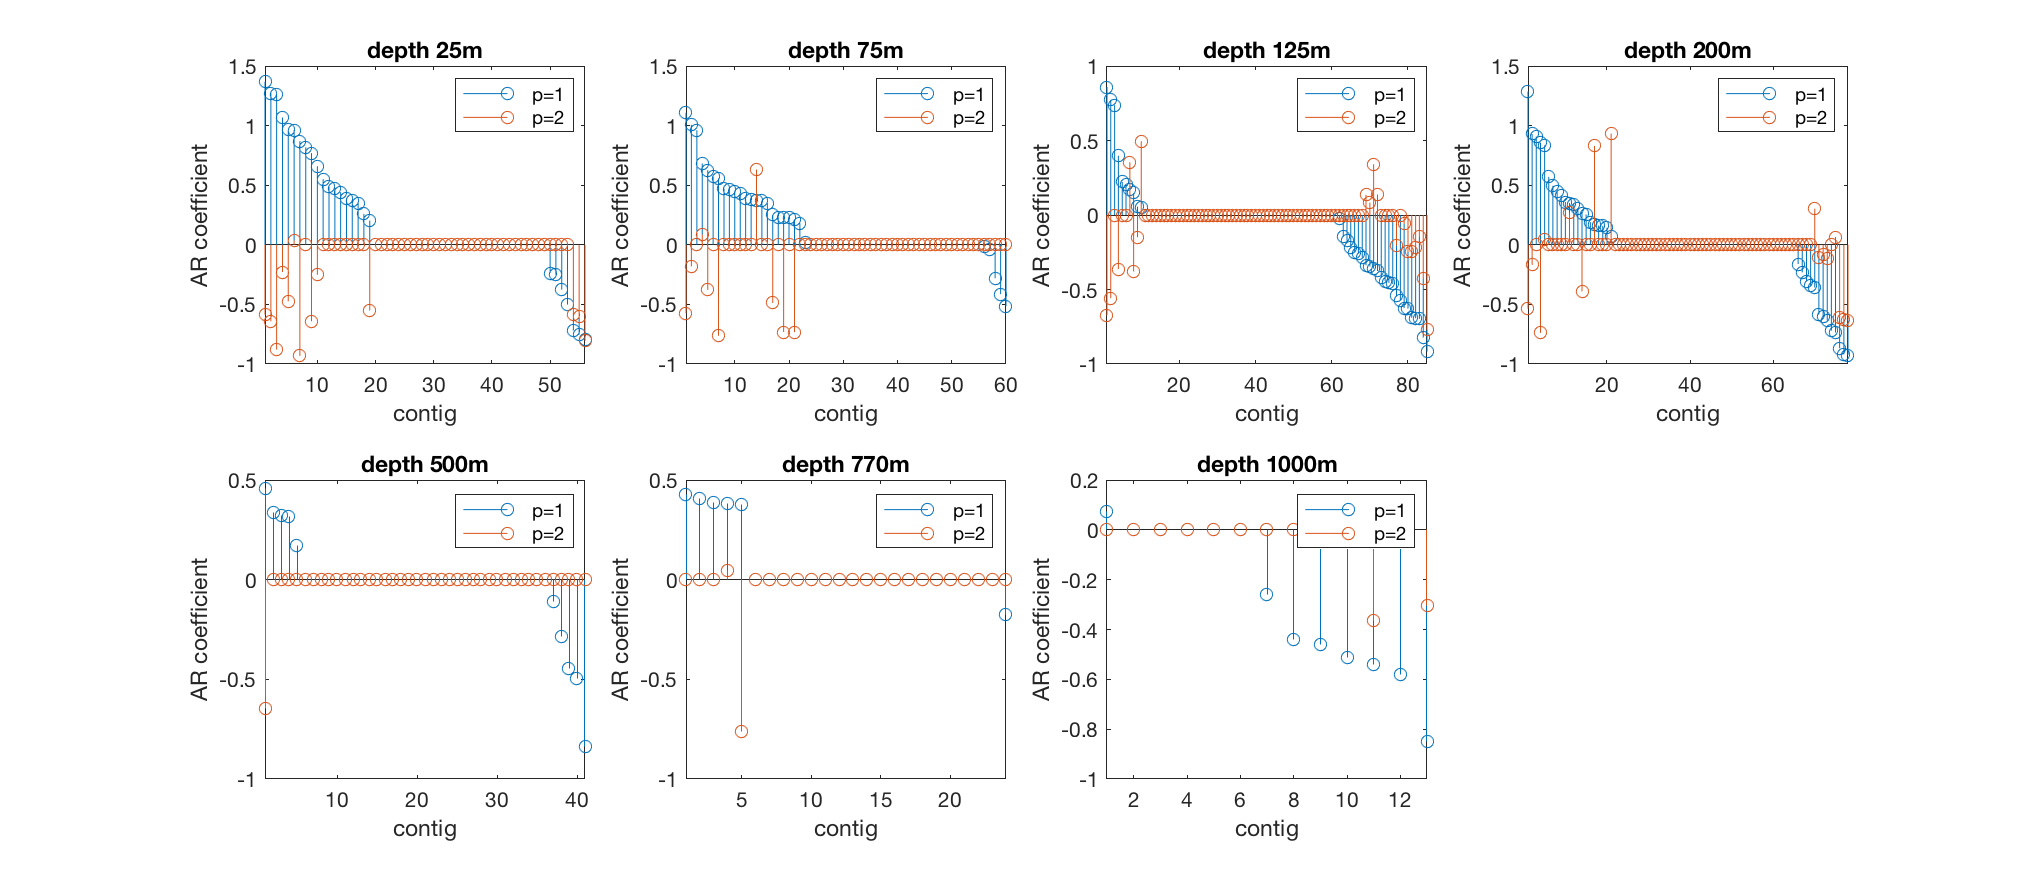 depth 25m
1.5
1
0.5
0
-0.5
-1
AR coefficient
10
20
30
40
50
contig
p=1
p=2
depth 75m
1.5
1
0.5
0
-0.5
-1
AR coefficient
10
20
30
40
50
60
contig
p=1
p=2
depth 125m
1
0.5
0
-0.5
-1
AR coefficient
20
40
60
80
contig
p=1
p=2
depth 200m
1.5
1
0.5
0
-0.5
-1
AR coefficient
20
40
60
contig
p=1
p=2
depth 500m
0.5
0
-0.5
-1
AR coefficient
10
20
30
40
contig
p=1
p=2
depth 770m
0.5
0
-0.5
-1
AR coefficient
5
10
15
20
contig
p=1
p=2
depth 1000m
0.2
0
-0.2
-0.4
-0.6
-0.8
-1
AR coefficient
2
4
6
8
10
12
contig
p=1
p=2